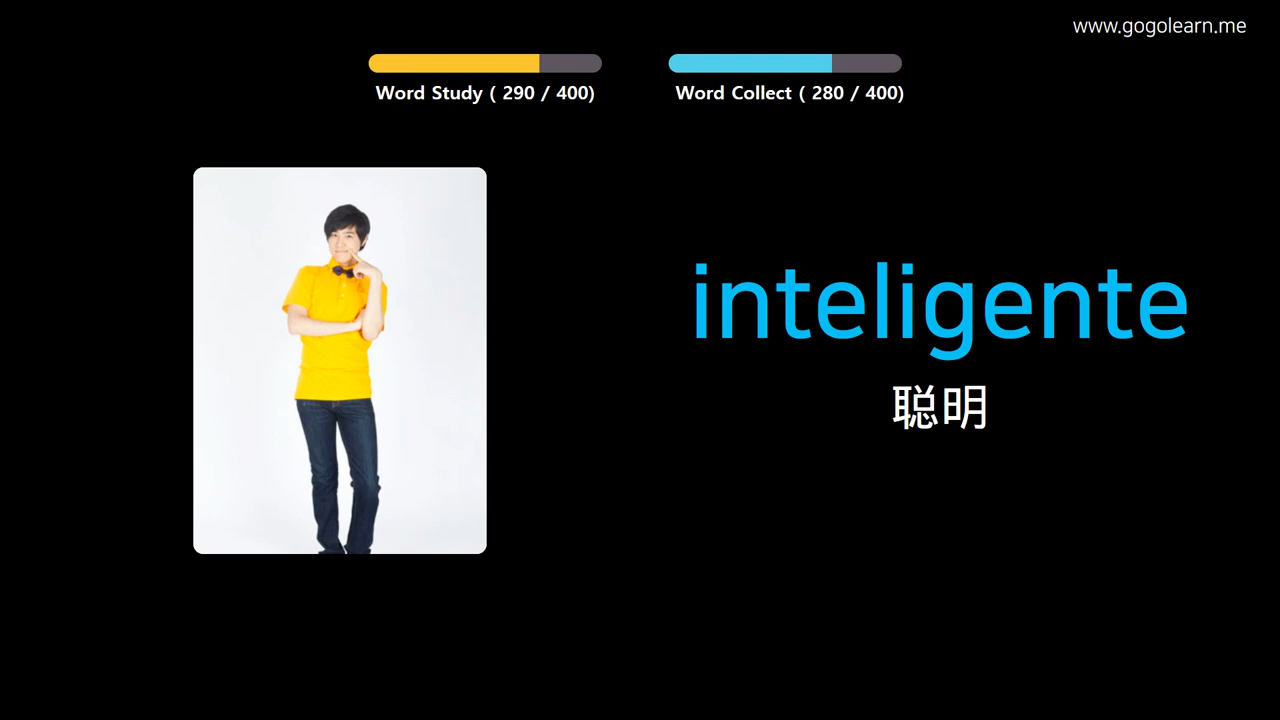 www.gogolearn.me
Word Study ( 290 / 400)
Word Collect ( 280 / 400)
inteligente
聪明